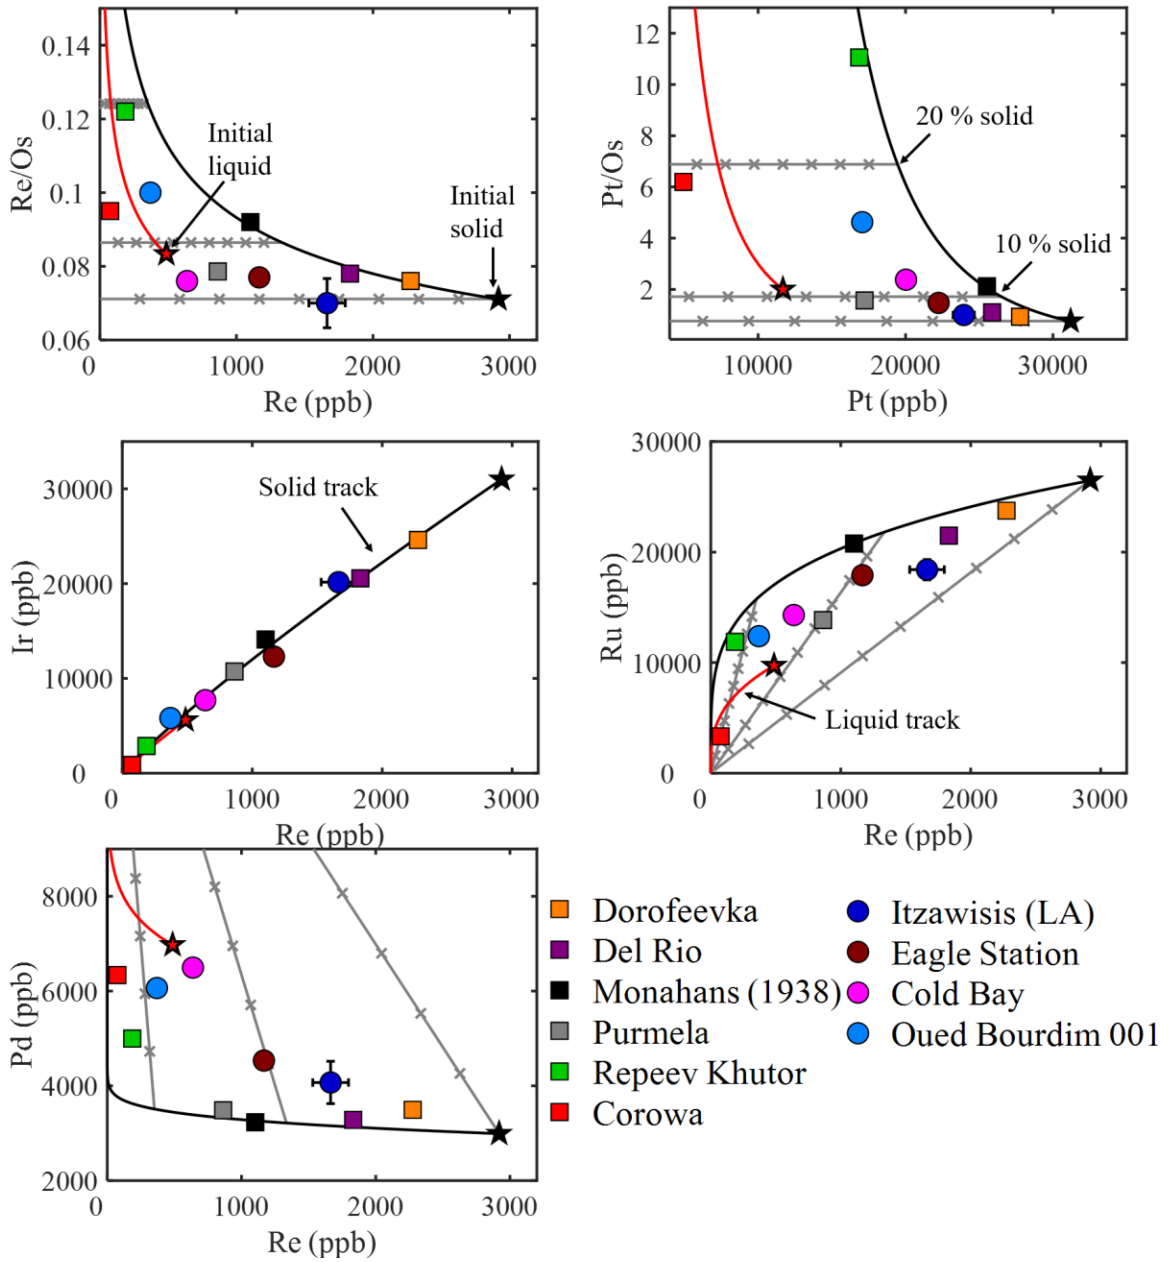 0.14
0.12
0.1
0.08
0.06
Re/Os
Initial
liquid
Initial
solid
0
1000
2000
3000
Re (ppb)
12
10
8
6
4
2
Pt/Os
20 % solid
10 % solid
10000
20000
30000
Pt (ppb)
30000
20000
10000
0
Ir (ppb)
Solid track
0
1000
2000
3000
Re (ppb)
30000
20000
10000
0
Ru (ppb)
Liquid track
0
1000
2000
3000
Re (ppb)
8000
6000
4000
2000
Pd (ppb)
0
1000
2000
3000
Re (ppb)
Dorofeevka
Del Rio
Monahans (1938)
Purmela
Repeev Khutor
Corowa
Itzawisis (LA)
Eagle Station
Cold Bay
Oued Bourdim 001